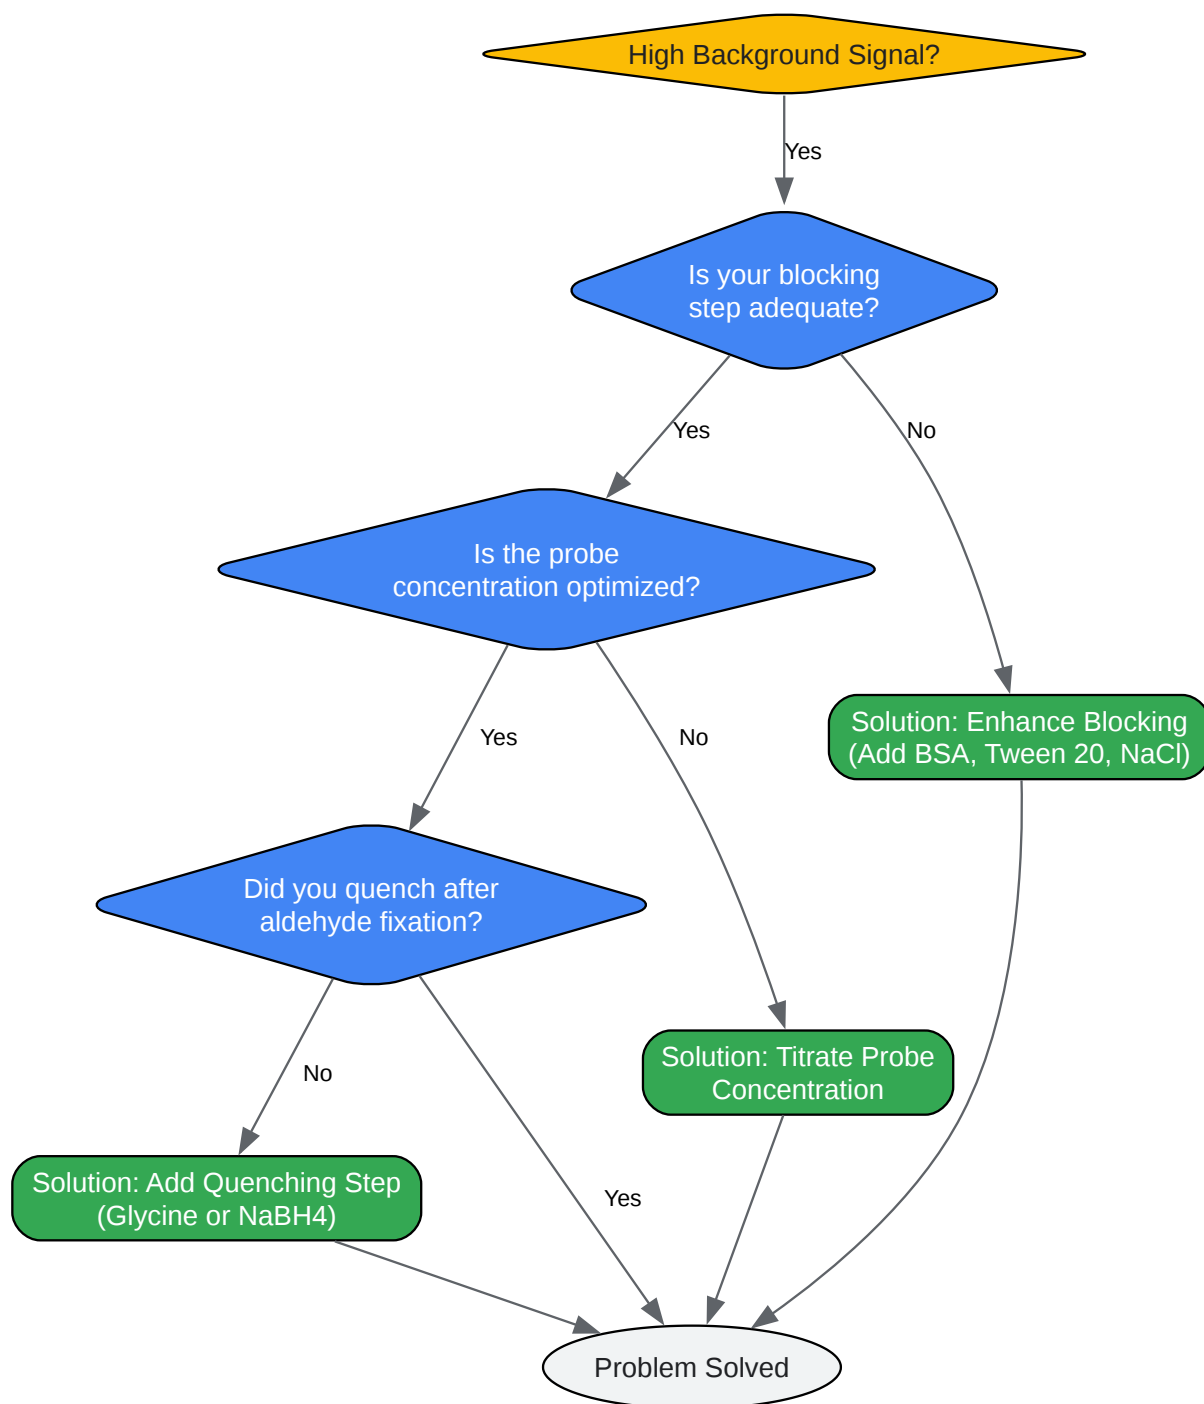 High Background Signal?
Yes
Is your blocking
step adequate?
Yes
No
Is the probe
concentration optimized?
Yes
No
Solution: Enhance Blocking
(Add BSA, Tween 20, NaCl)
Did you quench after
aldehyde fixation?
No
Yes
Solution: Titrate Probe
Concentration
Solution: Add Quenching Step
(Glycine or NaBH4)
Problem Solved